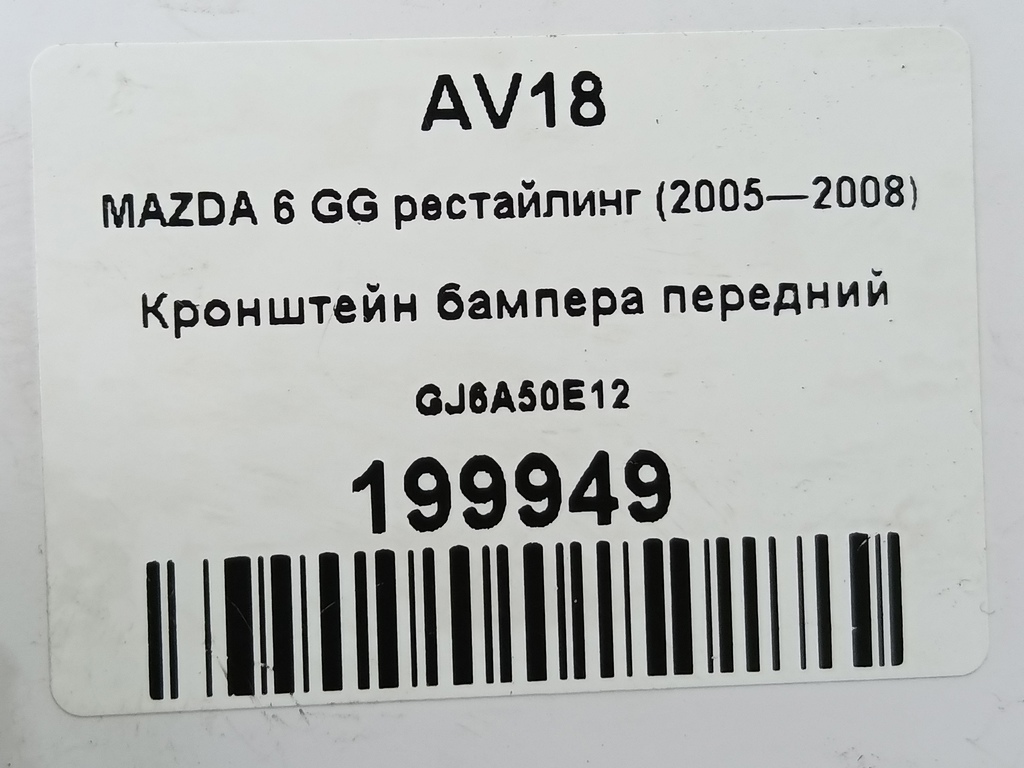 AV18
MAZDA 6 GG рестайлинг (2005—2008)
Кронштейн бампера передний
GJ6A50E12
199949